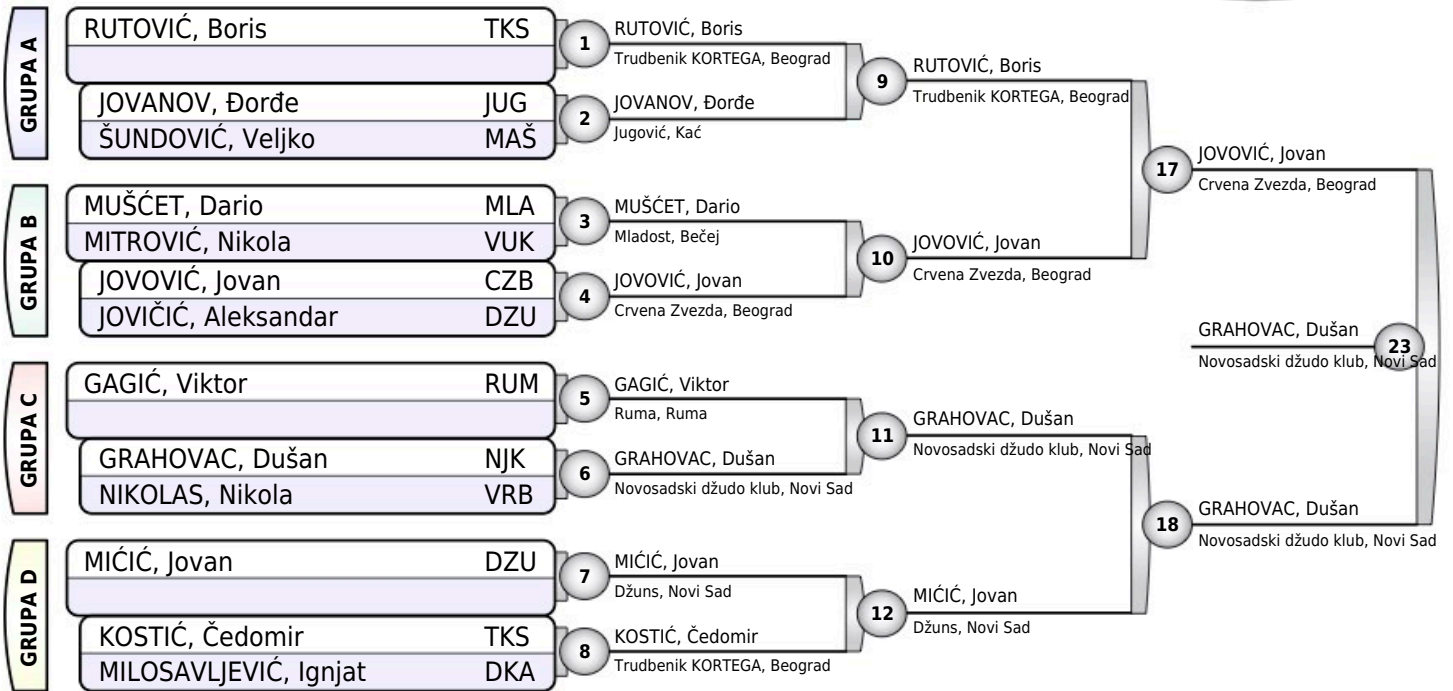 GRUPA A
RUTOVIĆ, Boris TKS
JOVANOV, Đorđe JUG
ŠUNDOVIĆ, Veljko MAŠ
GRUPA B
MUŠĆET, Dario MLA
MITROVIĆ, Nikola VUK
JOVOVIĆ, Jovan CZB
JOVIČIĆ, Aleksandar DZU
GRUPA C
GAGIĆ, Viktor RUM
GRAHOVAC, Dušan NJK
NIKOLAS, Nikola VRB
GRUPA D
MIĆIĆ, Jovan DZU
KOSTIĆ, Čedomir TKS
MILOSAVLJEVIĆ, Ignjat DKA
1
RUTOVIĆ, Boris
Trudbenik KORTEGA, Beograd
2
JOVANOV, Đorđe
Jugović, Kać
3
MUŠĆET, Dario
Mladost, Bečej
4
JOVOVIĆ, Jovan
Crvena Zvezda, Beograd
5
GAGIĆ, Viktor
Ruma, Ruma
6
GRAHOVAC, Dušan
Novosadski džudo klub, Novi Sad
7
MIĆIĆ, Jovan
Džuns, Novi Sad
8
KOSTIĆ, Čedomir
Trudbenik KORTEGA, Beograd
9
RUTOVIĆ, Boris
Trudbenik KORTEGA, Beograd
10
JOVOVIĆ, Jovan
Crvena Zvezda, Beograd
11
GRAHOVAC, Dušan
Novosadski džudo klub, Novi Sad
12
MIĆIĆ, Jovan
Džuns, Novi Sad
17
JOVOVIĆ, Jovan
Crvena Zvezda, Beograd
18
GRAHOVAC, Dušan
Novosadski džudo klub, Novi Sad
GRAHOVAC, Dušan
23
Novosadski džudo klub, Novi Sad